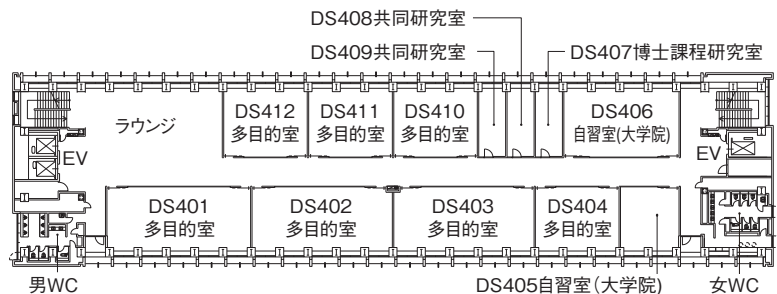 DS408共同研究室
DS409共同研究室
DS407博士課程研究室
ラウンジ
DS412
多目的室
DS411
多目的室
DS410
多目的室
DS406
自習室(大学院)
EV
EV
DS401
多目的室
DS402
多目的室
DS403
多目的室
DS404
多目的室
男WC
DS405自習室（大学院)
女WC